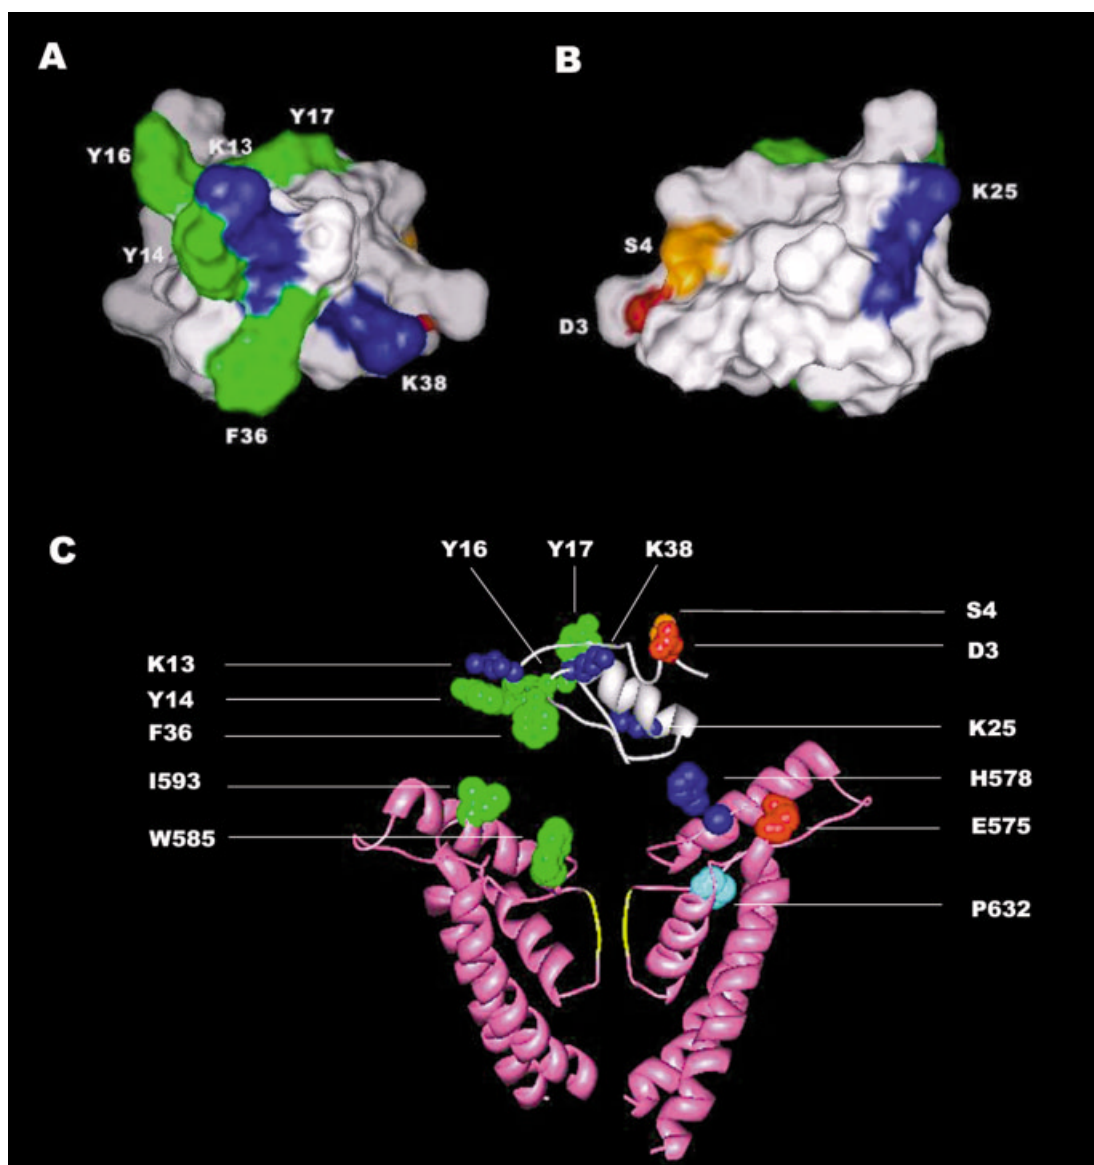 A
B
Y17
K13
Y16
K25
S4
Y14
D3
K38
F36
C
Y16 Y17 K38
S4
K13
D3
Y14
F36
K25
I593
H578
W585
E575
P632